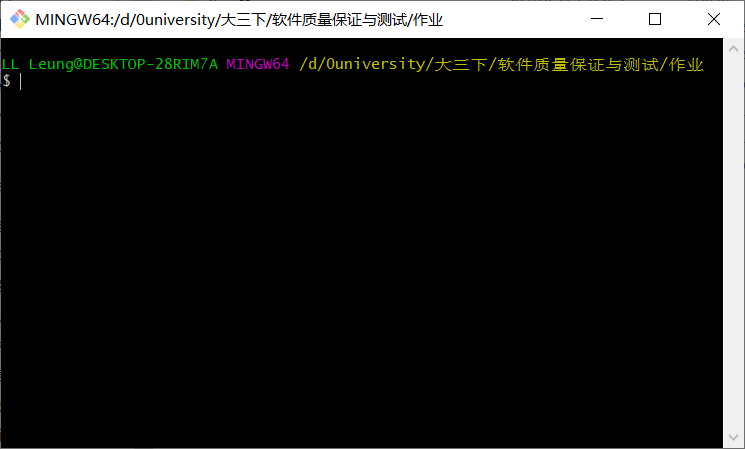 MINGW64:/d/0university/大三下/软件质量保证与测试/作业
LL Leung@DESKTOP-28RIM7A MINGW64 /d/0university/大三下/软件质量保证与测试/作业
$